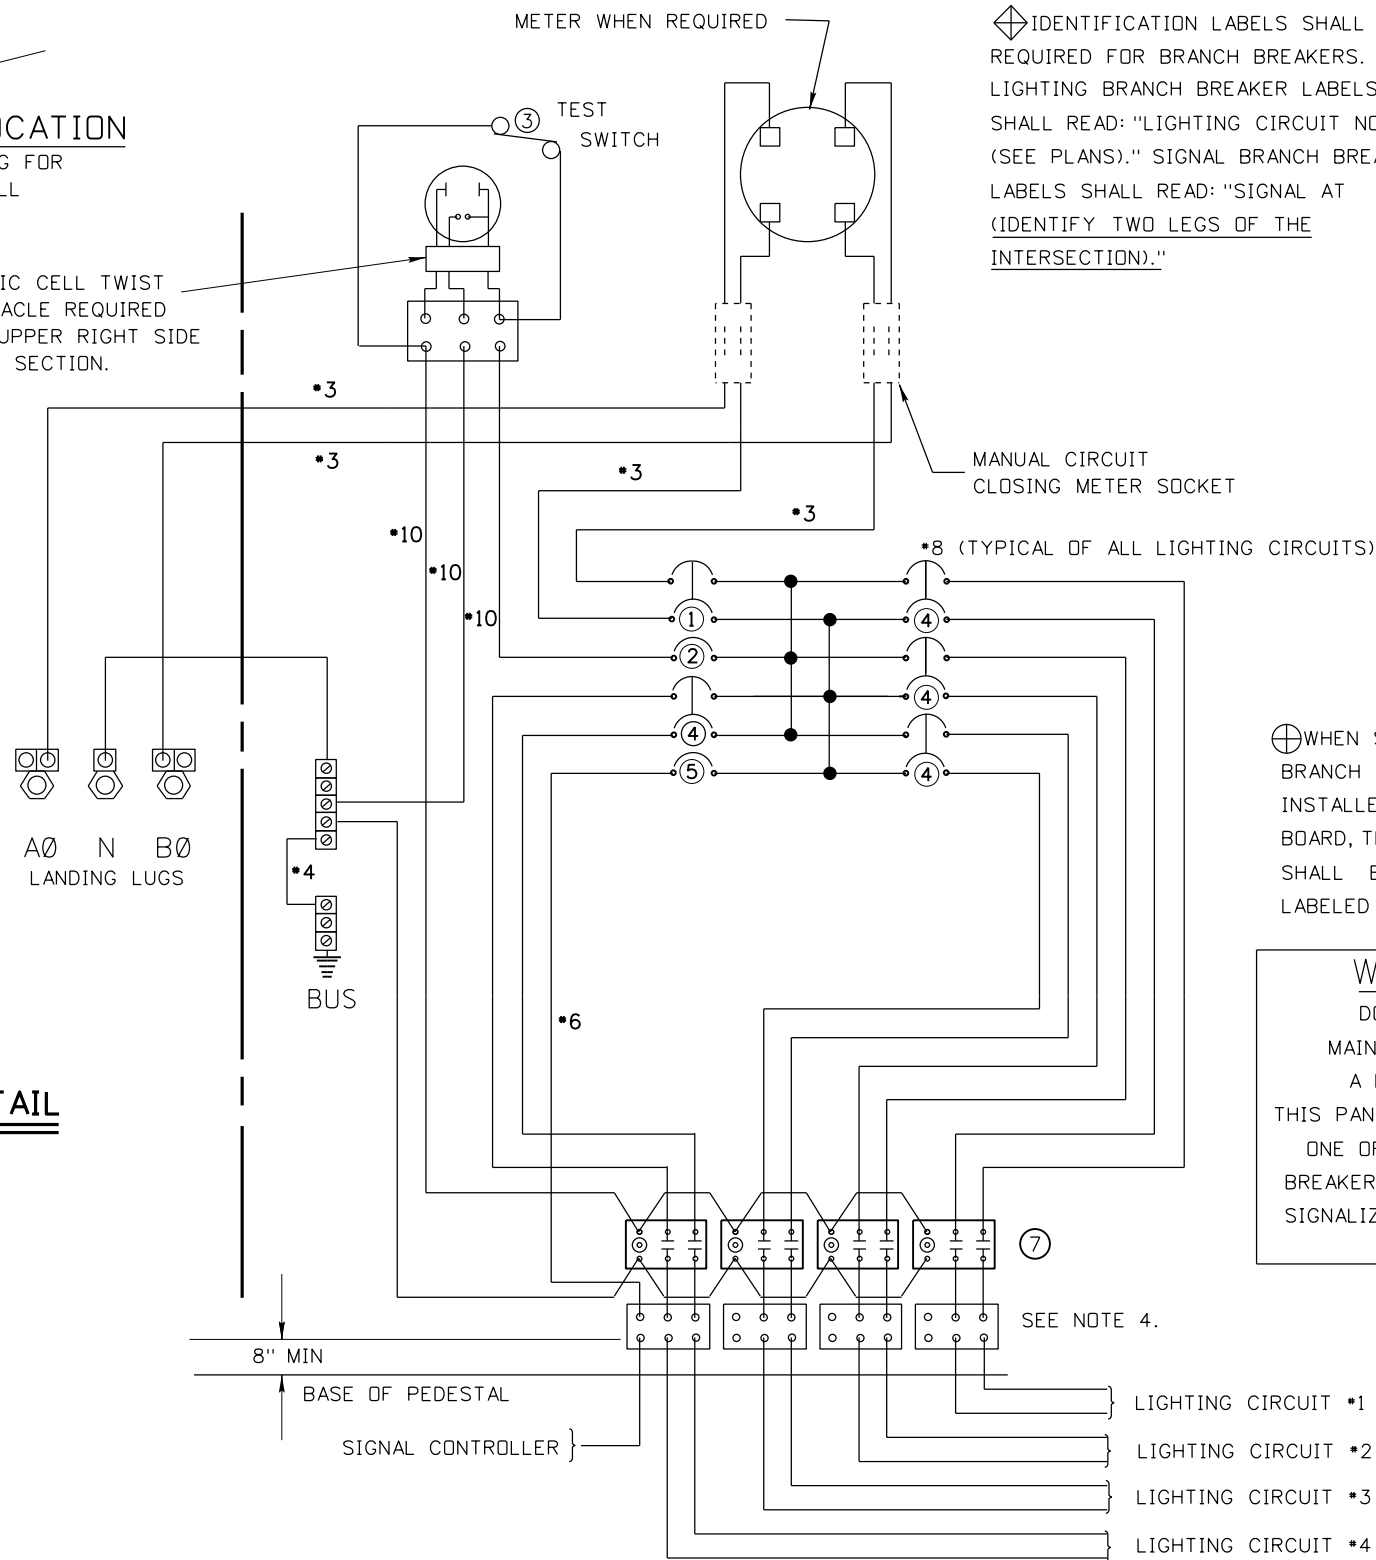 METER WHEN REQUIRED
IDENTIFICATION LABELS SHALL
REQUIRED FOR BRANCH BREAKERS.
LIGHTING BRANCH BREAKER LABELS
SHALL READ: "LIGHTING CIRCUIT NO
(SEE PLANS)." SIGNAL BRANCH BREA
LABELS SHALL READ: "SIGNAL AT
(IDENTIFY TWO LEGS OF THE
INTERSECTION)."
OCATION
G FOR
LL
3 TEST
SWITCH
IC CELL TWIST
ACLE REQUIRED
UPPER RIGHT SIDE
SECTION.
#3
#3
#3
#3
MANUAL CIRCUIT
CLOSING METER SOCKET
#10
#10
#10
#8 (TYPICAL OF ALL LIGHTING CIRCUITS)
1
4
2
4
4
5
4
AØ N BØ
LANDING LUGS
#4
BUS
WHEN S
BRANCH
INSTALLE
BOARD, T
SHALL
LABELED
W
DO
MAIN
A
THIS PAN
ONE OF
BREAKER
SIGNALIZ
#6
TAIL
7
SEE NOTE 4.
8" MIN
BASE OF PEDESTAL
SIGNAL CONTROLLER
LIGHTING CIRCUIT #1
LIGHTING CIRCUIT #2
LIGHTING CIRCUIT #3
LIGHTING CIRCUIT #4